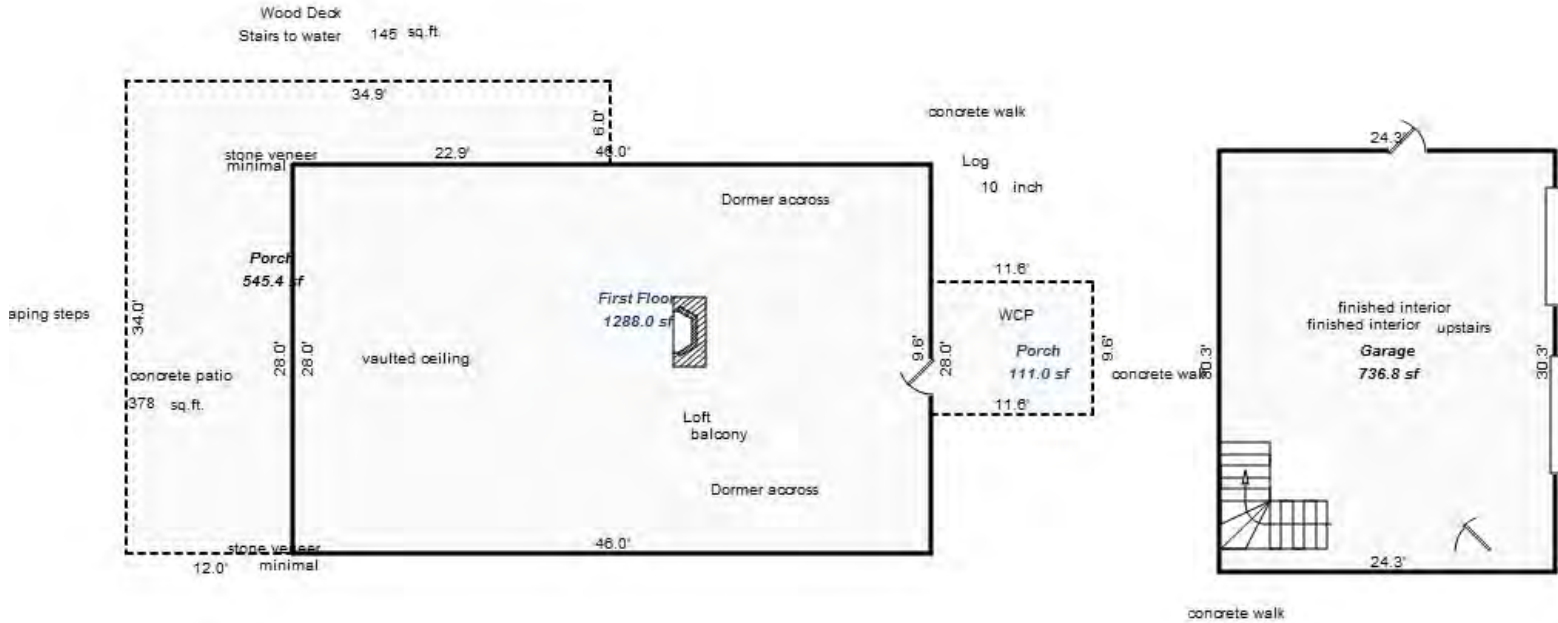 Wood Deck
Stairs to water 145 sq.ft.
34.9'
6.0'
concrete walk
24.3'
stone veneer
minimal
22.9'
46.0'
Log
10 inch
Dormer accross
Porch
545.4 sf
11.6'
First Floor
1288.0 sf
aping steps
34.0'
WCP
finished interior
finished interior upstairs
28.0'
28.0'
vaulted ceiling
9.6'
28.0'
Porch
111.0 sf
9.6'
concrete walk
30.3'
Garage
736.8 sf
30.3'
concrete patio
378 sq.ft.
11.6'
Loft
balcony
Dormer accross
stone veneer
minimal
12.0'
46.0'
24.3'
concrete walk